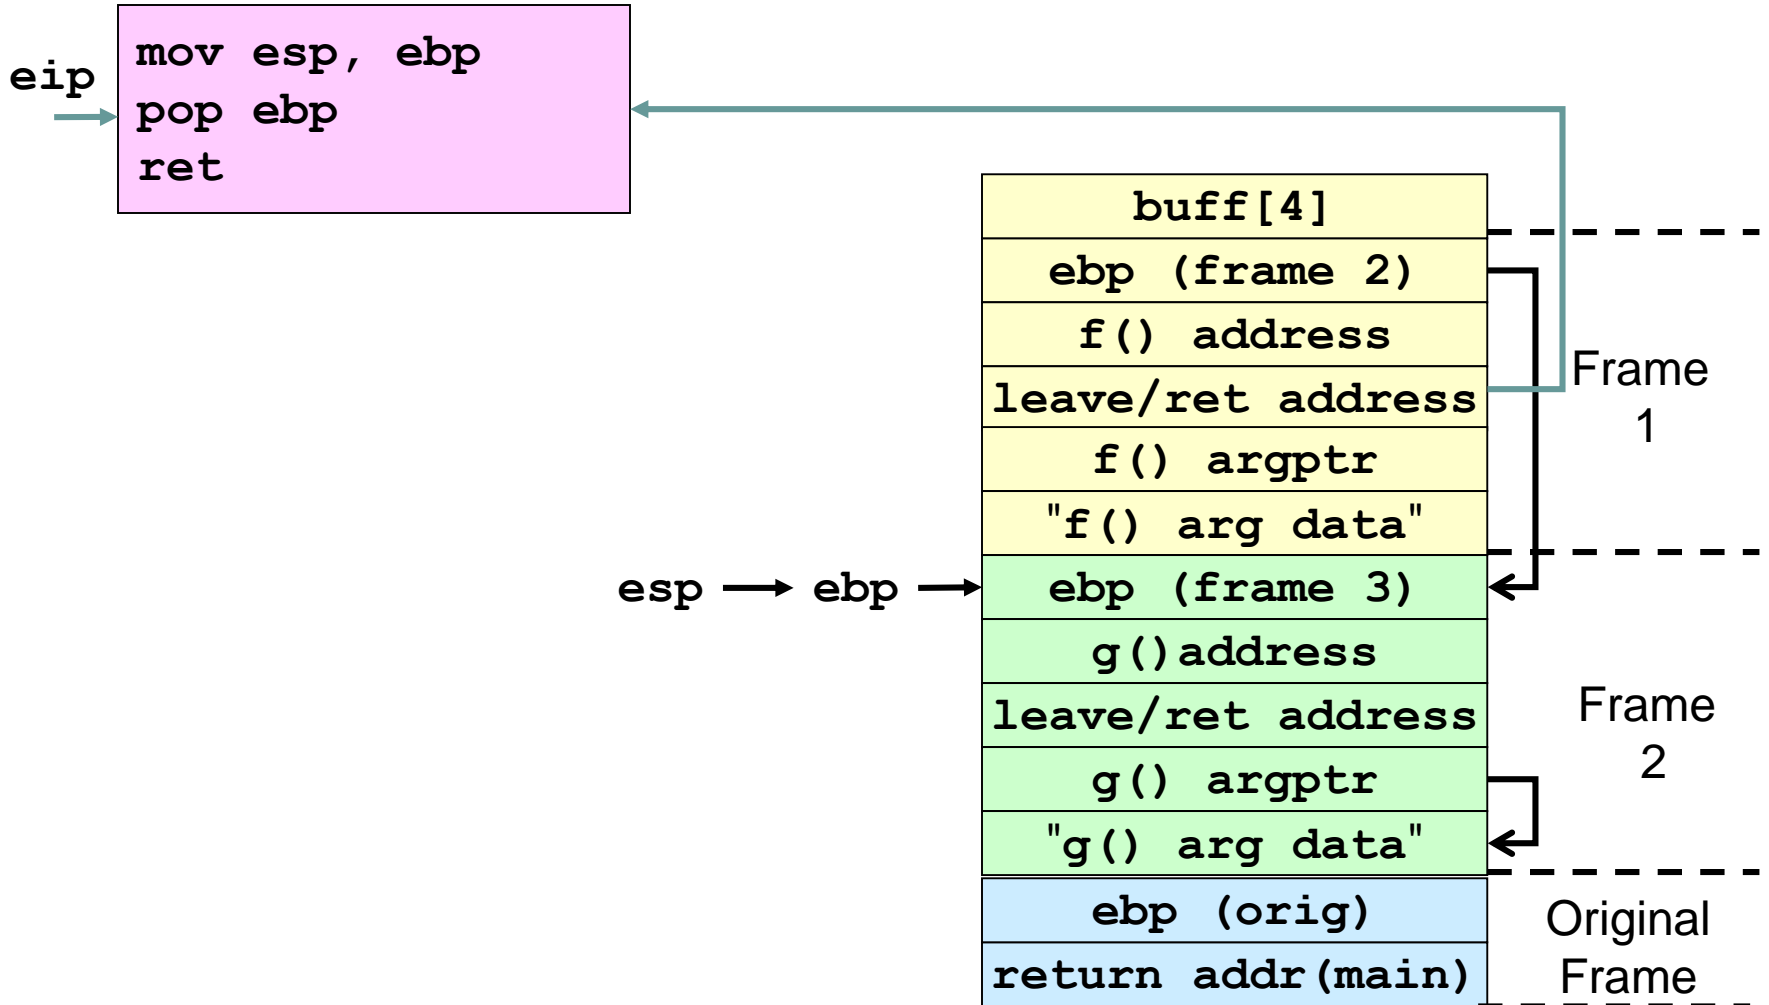 eip
mov esp, ebp
pop ebp
ret
buff[4]
ebp (frame 2)
f() address
leave/ret address
f() argptr
"f() arg data"
Frame
1
esp
ebp
ebp (frame 3)
g()address
leave/ret address
g() argptr
"g() arg data"
Frame
2
ebp (orig)
return addr(main)
Original
Frame